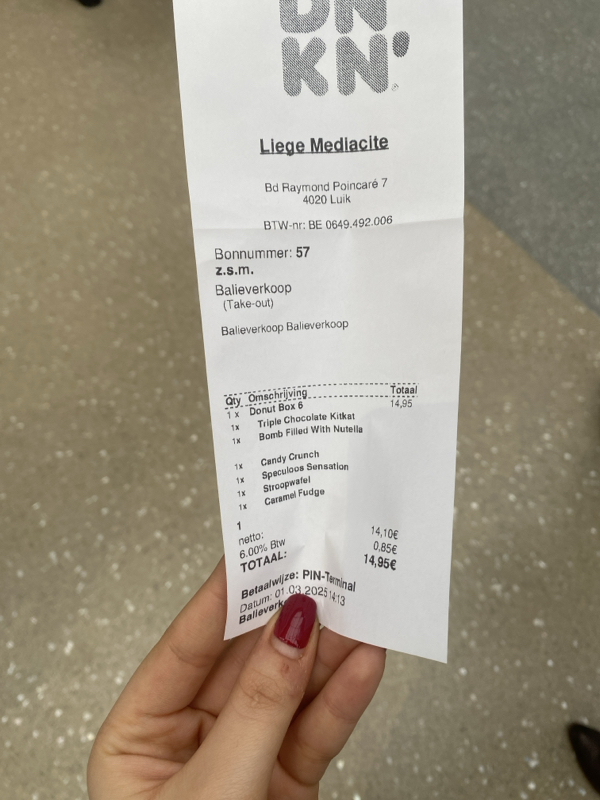 DN
KN'
Liege Mediacite
Bd Raymond Poincaré 7
4020 Luik
BTW-nr: BE 0649.492.006
Bonnummer: 57
z.s.m.
Balieverkoop
(Take-out)
Balieverkoop Balieverkoop
Qty Omschrijving Totaal
1 x Donut Box 6 14,95
1x Triple Chocolate Kitkat
1x Bomb Filled With Nutella
1x Candy Crunch
1x Speculoos Sensation
1x Stroopwafel
1x Caramel Fudge
1
netto: 14,10€
6.00% Btw 0,85€
TOTAAL: 14,95€
Betaalwijze: PIN-Terminal
Datum: 01.03.2025 14:13